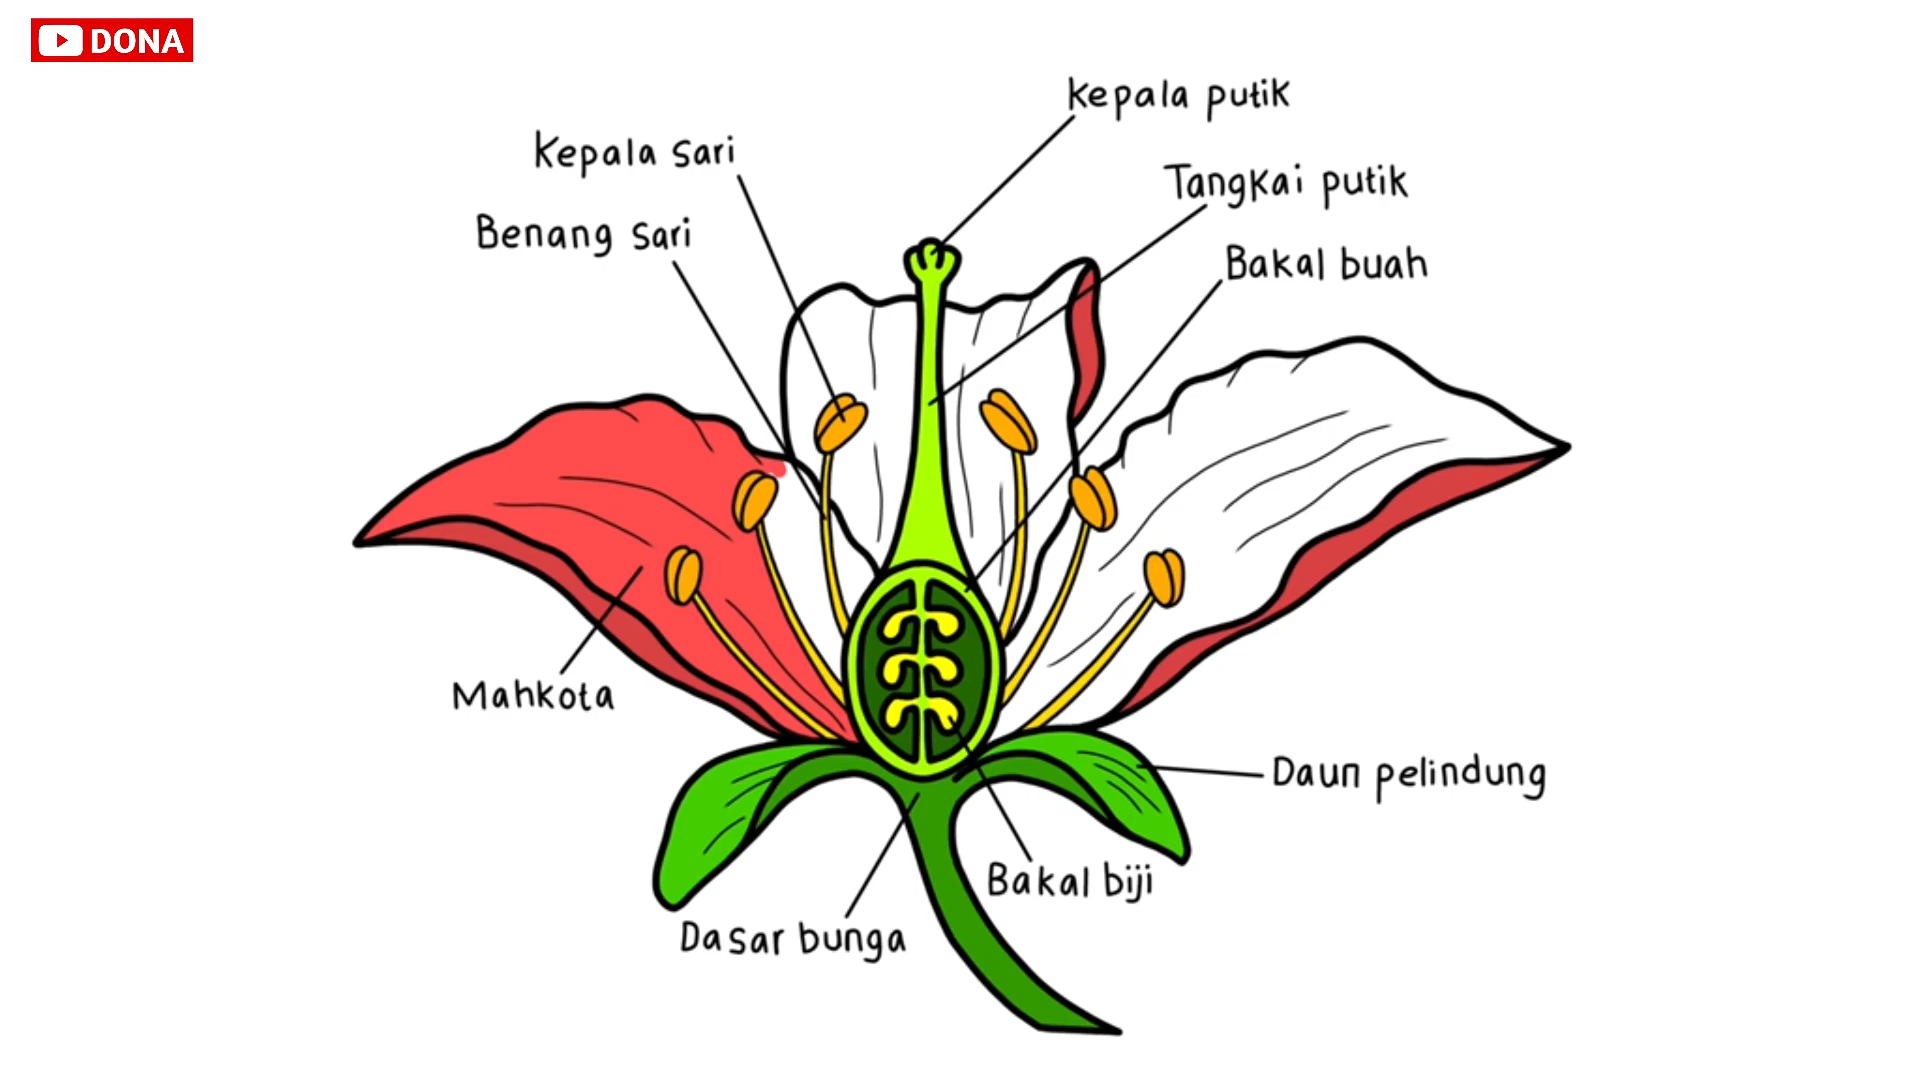 DONA
Kepala putik
Kepala sari
Tangkai putik
Benang sari
Bakal buah
Mahkota
Daun pelindung
Bakal biji
Dasar bunga